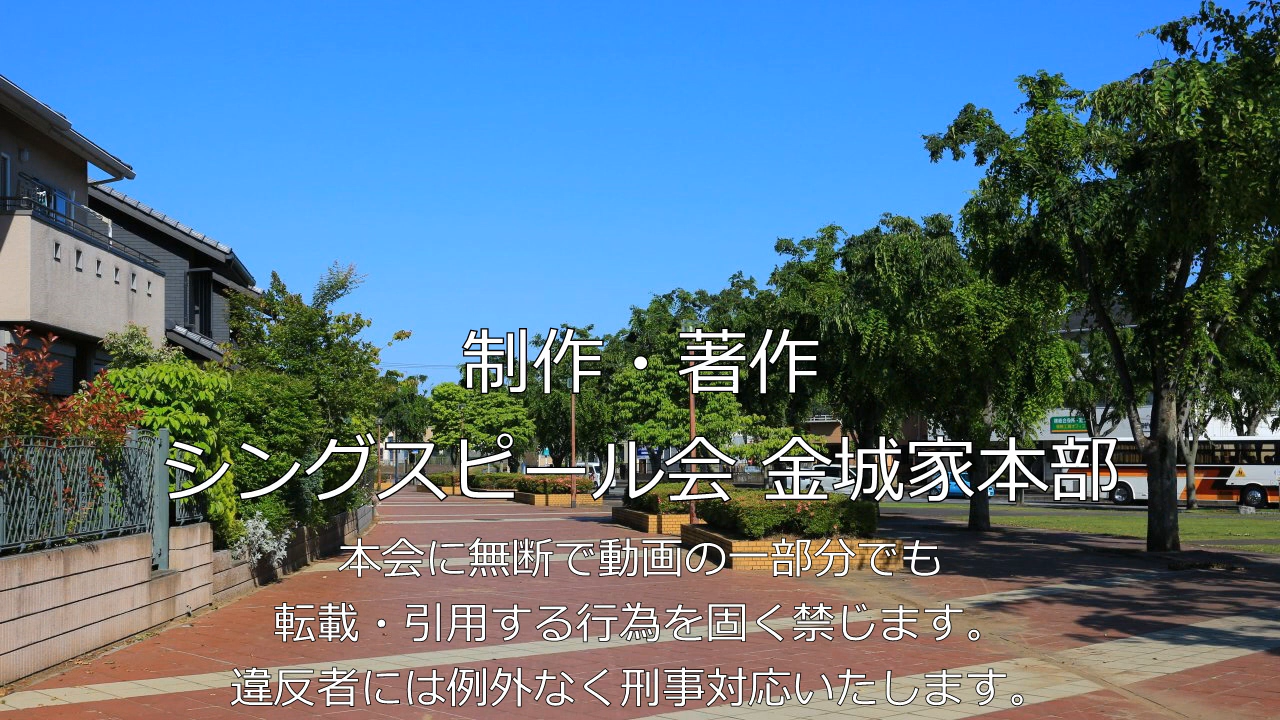 制作・著作
シングスピール会 金城家本部
本会に無断で動画の一部分でも
転載・引用する行為を固く禁じます。
違反者には例外なく刑事対応いたします。